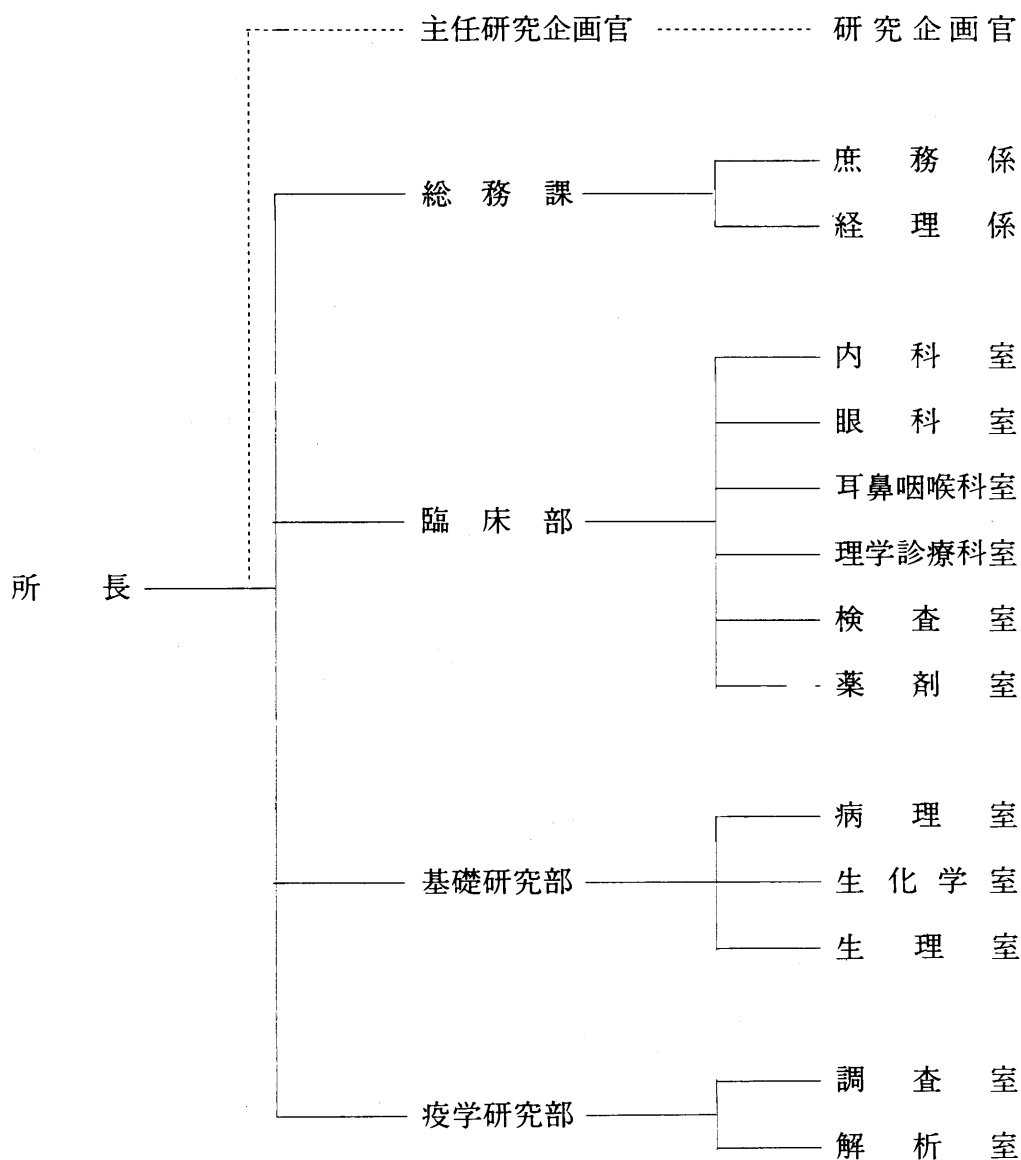 主任研究企画官 研究企画官
庶務係
総務課
経理係
内科室
眼科室
耳鼻咽喉科室
臨床部
理学診療科室
所長
検査室
薬剤室
病理室
基礎研究部 生化学室
生理室
調査室
疫学研究部
解析室